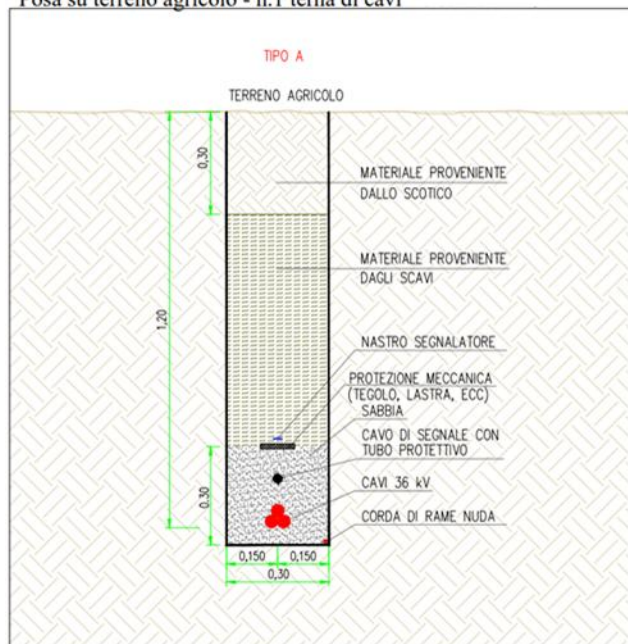 Posa su terreno agricolo - n.1 terna di cavi
TIPO A
TERRENO AGRICOLO
0,30
MATERIALE PROVENIENTE
DALLO SCOTICO
MATERIALE PROVENIENTE
DAGLI SCAVI
1,20
NASTRO SEGNALATORE
PROTEZIONE MECCANICA
(TEGOLO, LASTRA, ECC)
SABBIA
CAVO DI SEGNALE CON
TUBO PROTETTIVO
0,30
CAVI 36 kV
CORDA DI RAME NUDA
0,150 0,150
0,30